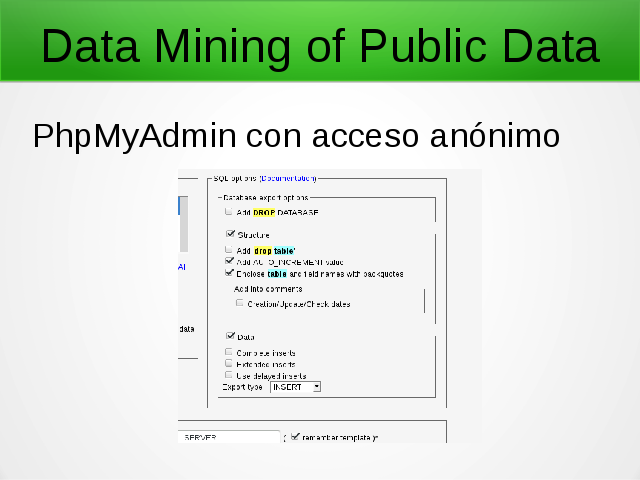 Data Mining of Public Data
PhpMyAdmin con acceso anónimo
SQL options (Documentation)
Database export options
Add DROP DATABASE
Structure
Add drop table'
Add AUTO_INCREMENT value
Enclose table and field names with backquotes
Add into comments
Creation/Update/Check dates
data
Data
Complete inserts
Extended inserts
Use delayed inserts
Export type INSERT
SERVER ( remember template )*